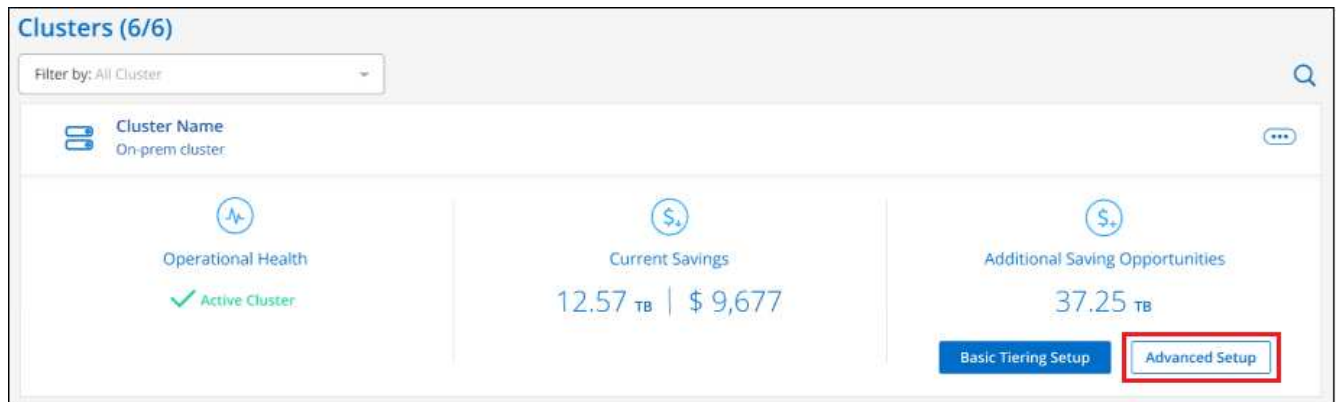 Clusters (6/6)
Filter by: All Cluster
Cluster Name
On-prem cluster
Operational Health
Active Cluster
Current Savings
12.57 TB | $ 9,677
Additional Saving Opportunities
37.25 TB
Basic Tiering Setup
Advanced Setup